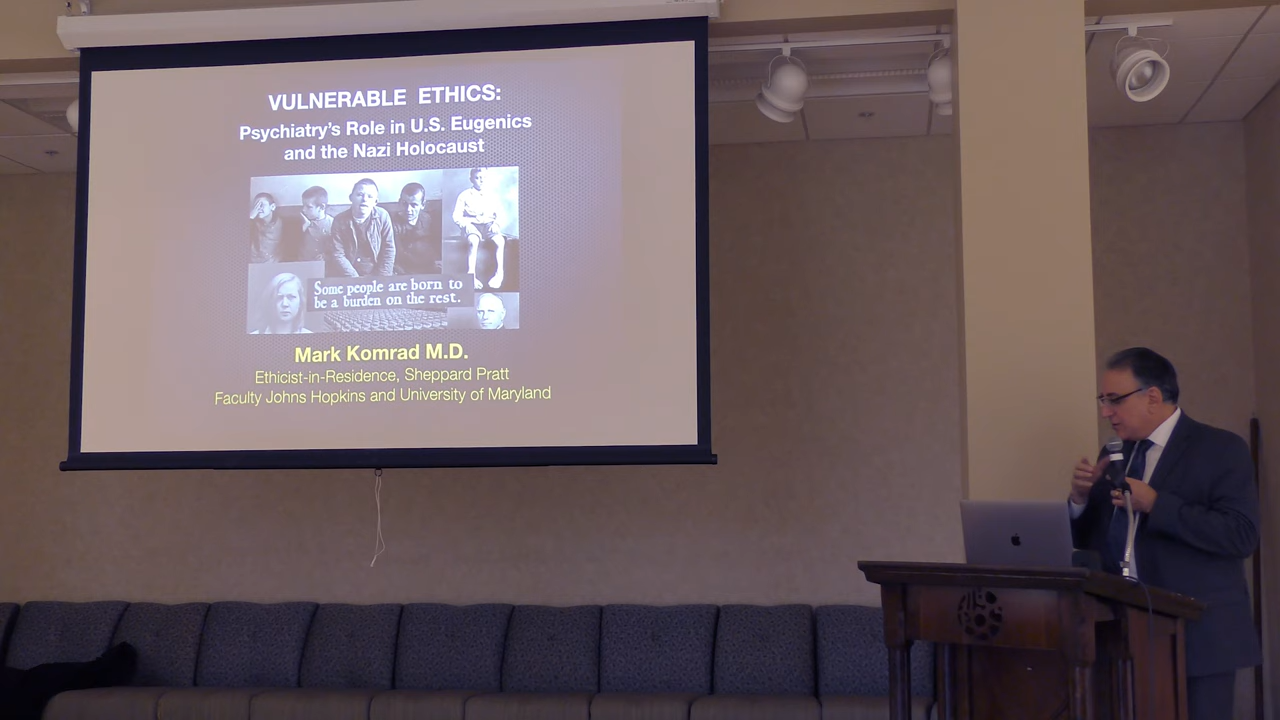 VULNERABLE ETHICS:
Psychiatry's Role in U.S. Eugenics
and the Nazi Holocaust
Some people are born to
be a burden on the rest.
Mark Komrad M.D.
Ethicist-in-Residence, Sheppard Pratt
Faculty Johns Hopkins and University of Maryland